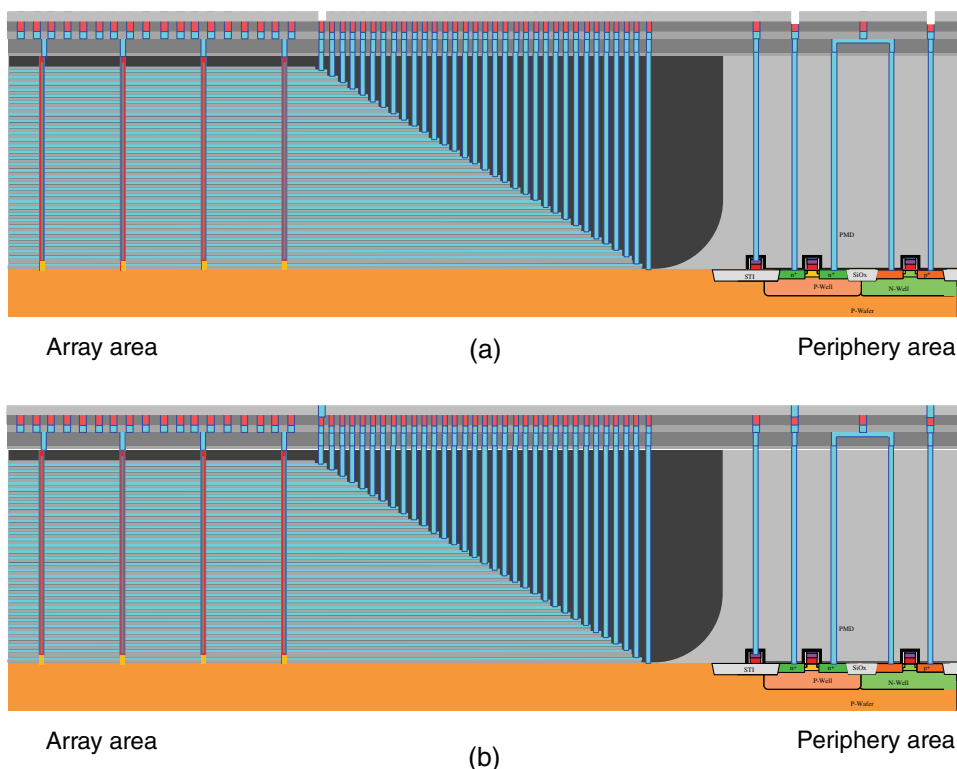 PMD
STI
n⁺
n⁺
SiOx
P⁺
P-Well
N-Well
P-Wafer
Array area
(a)
Periphery area
PMD
STI
n⁺
n⁺
SiOx
P⁺
P-Well
N-Well
P-Wafer
Array area
(b)
Periphery area